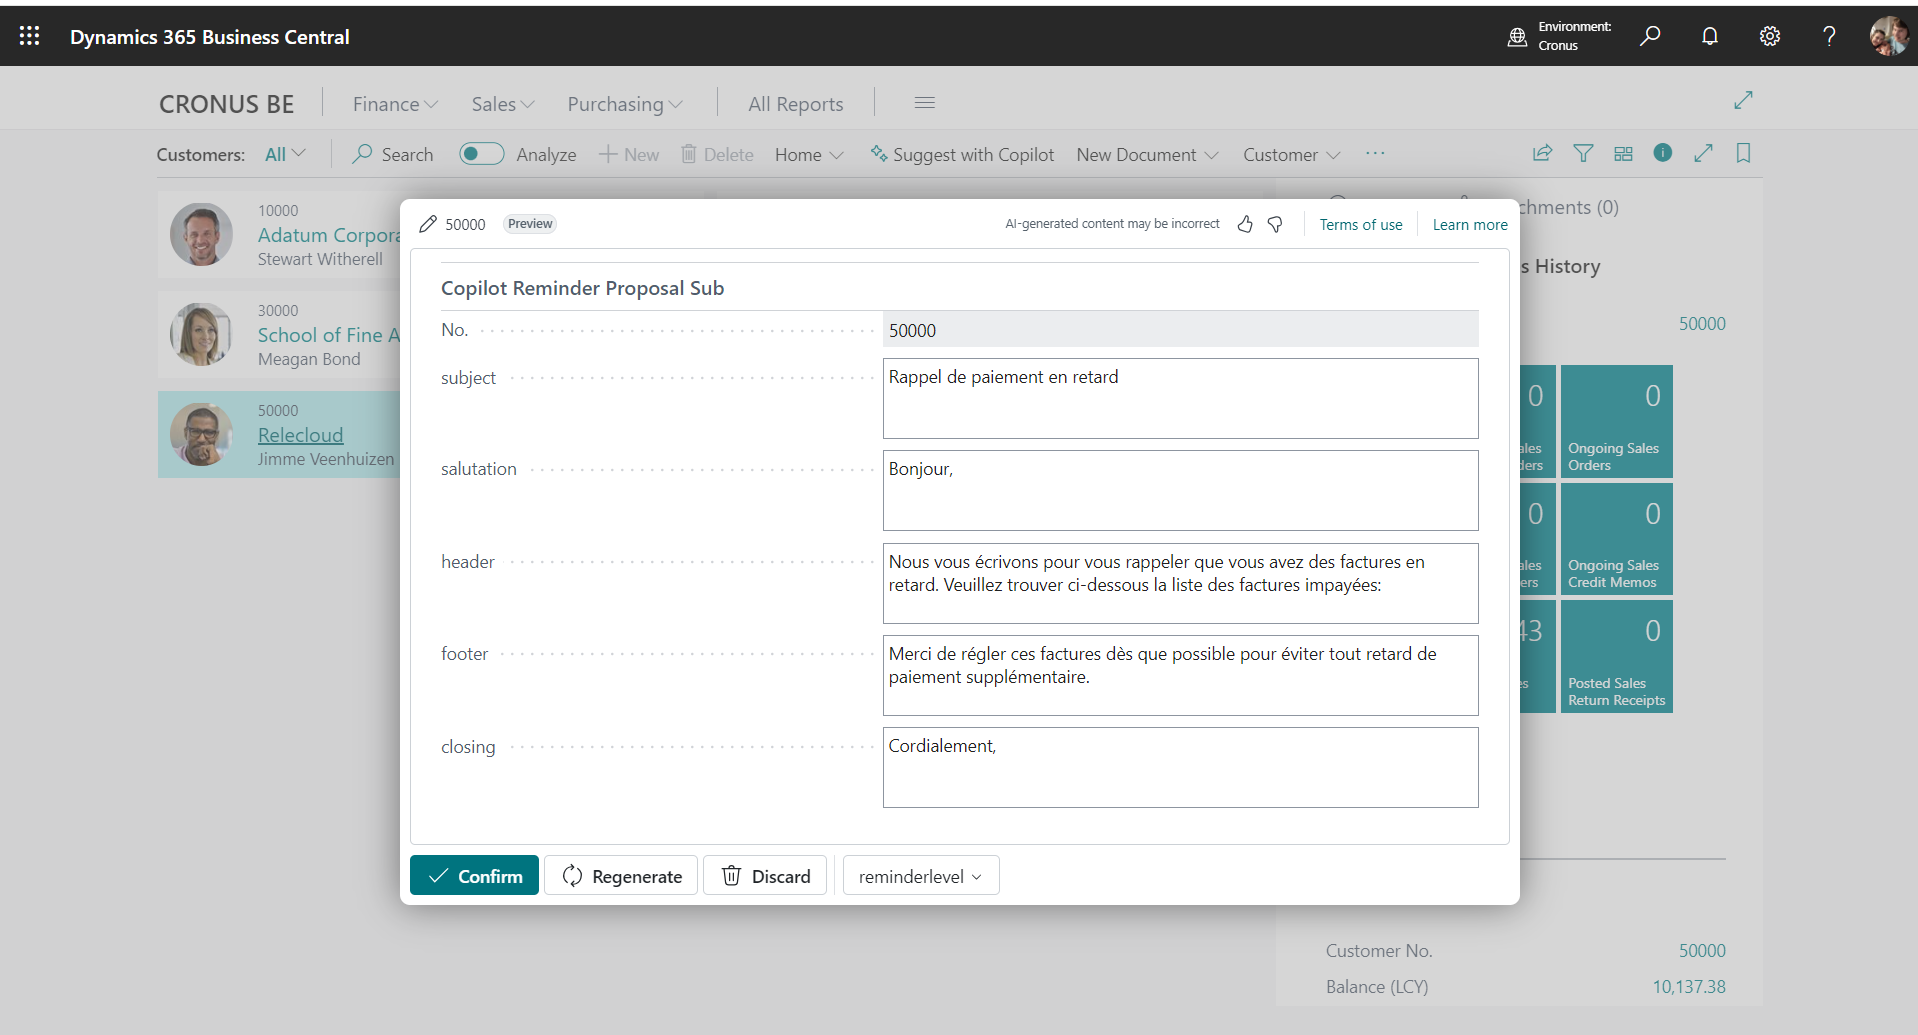 Dynamics 365 Business Central
Environment:
Cronus
?
CRONUS BE
Finance
Sales
Purchasing
All Reports
Customers: All
Search
Analyze
New
Delete
Home
Suggest with Copilot
New Document
Customer
10000
Adatum Corpora
Stewart Witherell
30000
School of Fine A
Meagan Bond
50000
Relecloud
Jimme Veenhuizen
50000
Preview
AI-generated content may be incorrect
Terms of use
Learn more
Copilot Reminder Proposal Sub
No.
50000
subject
Rappel de paiement en retard
salutation
Bonjour,
header
Nous vous écrivons pour vous rappeler que vous avez des factures en
retard. Veuillez trouver ci-dessous la liste des factures impayées:
footer
Merci de régler ces factures dès que possible pour éviter tout retard de
paiement supplémentaire.
closing
Cordialement,
Confirm
Regenerate
Discard
reminderlevel
chments (0)
s History
50000
0
0
Ongoing Sales
Orders
0
0
Ongoing Sales
Credit Memos
43
0
Posted Sales
Return Receipts
Customer No.
50000
Balance (LCY)
10,137.38